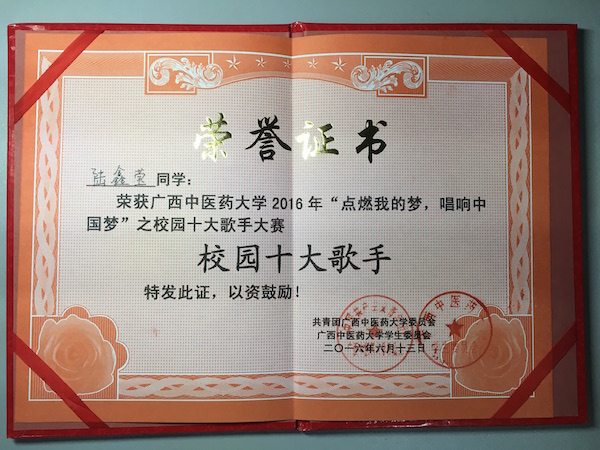 荣誉证书
陆鑫莹 同学：
荣获广西中医药大学 2016 年“点燃我的梦，唱响中
国梦”之校园十大歌手大赛
校园十大歌手
特发此证，以资鼓励！
共青团广西中医药大学委员会
广西中医药大学学生委员会
二〇一六年六月十三日